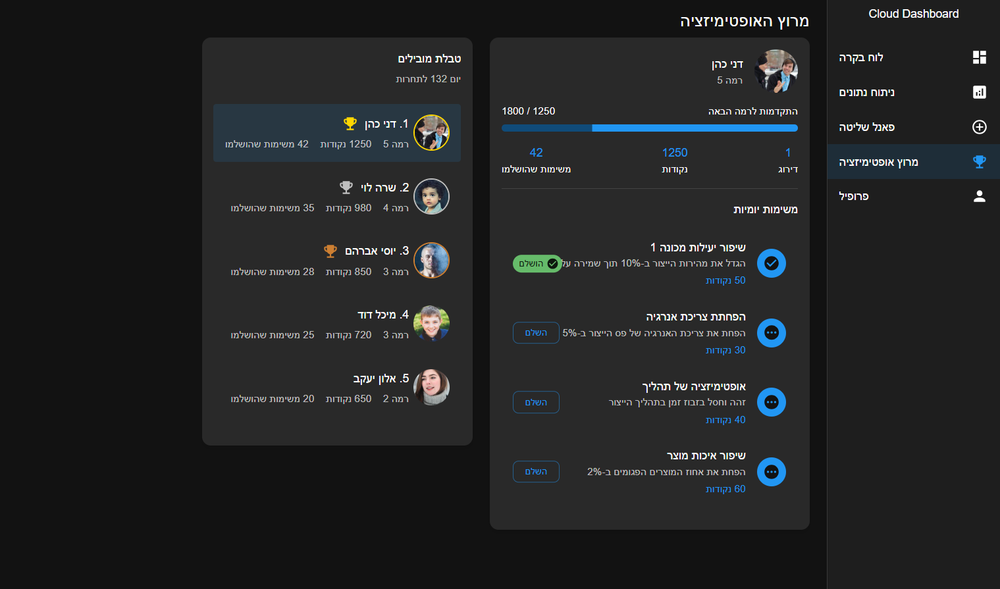 Cloud Dashboard
לוח בקרה
ניתוח נתונים
פאנל שליטה
מרוץ אופטימיזציה
פרופיל
מרוץ האופטימיזציה
דני כהן
רמה 5
התקדמות לרמה הבאה
1250 / 1800
1
דירוג
1250
נקודות
42
משימות שהושלמו
משימות יומיות
שיפור יעילות מכונה 1
הגדל את מהירות הייצור ב-10% תוך שמירה על
50 נקודות
הושלם
הפחתת צריכת אנרגיה
הפחת את צריכת האנרגיה של פס הייצור ב-5%
30 נקודות
השלם
אופטימיזציה של תהליך
זהה וחסל בזבוז זמן בתהליך הייצור
40 נקודות
השלם
שיפור איכות מוצר
הפחת את אחוז המוצרים הפגומים ב-2%
60 נקודות
השלם
טבלת מובילים
יום 132 לתחרות
1. דני כהן
רמה 5 1250 נקודות 42 משימות שהושלמו
2. שרה לוי
רמה 4 980 נקודות 35 משימות שהושלמו
3. יוסי אברהם
רמה 3 850 נקודות 28 משימות שהושלמו
4. מיכל דוד
רמה 3 720 נקודות 25 משימות שהושלמו
5. אלון יעקב
רמה 2 650 נקודות 20 משימות שהושלמו